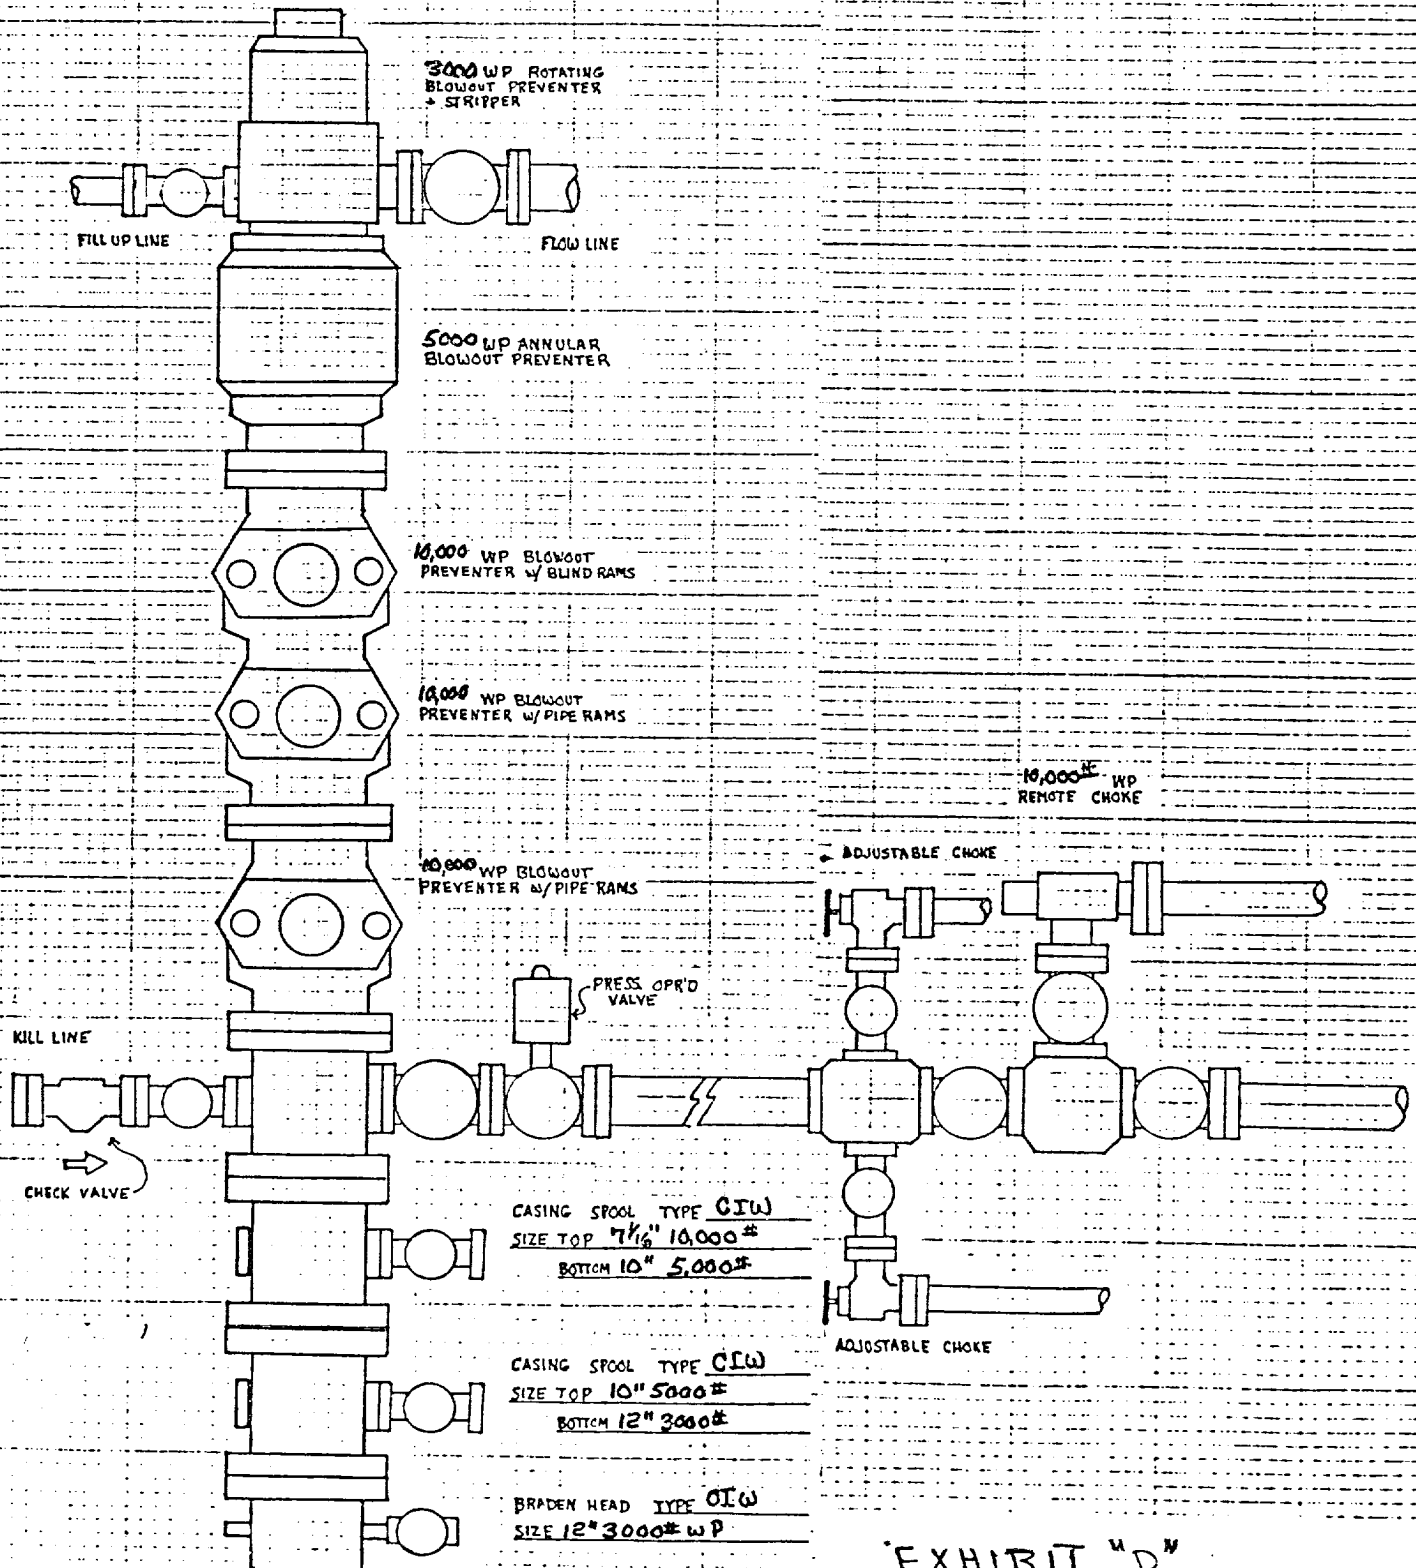 3000 WP ROTATING
BLOWOUT PREVENTER
+ STRIPPER
FILL UP LINE
FLOW LINE
5000 WP ANNULAR
BLOWOUT PREVENTER
10,000 WP BLOWOUT
PREVENTER W/ BLIND RAMS
10,000 WP BLOWOUT
PREVENTER W/ PIPE RAMS
10,000# WP
REMOTE CHOKE
ADJUSTABLE CHOKE
10,000 WP BLOWOUT
PREVENTER W/ PIPE RAMS
PRESS. OPR'D
VALVE
KILL LINE
CHECK VALVE
CASING SPOOL TYPE CIW
SIZE TOP 7 1/16" 10,000#
BOTTOM 10" 5,000#
ADJUSTABLE CHOKE
CASING SPOOL TYPE CIW
SIZE TOP 10" 5000#
BOTTOM 12" 3000#
BRADEN HEAD TYPE OIW
SIZE 12" 3000# WP
EXHIBIT "D"